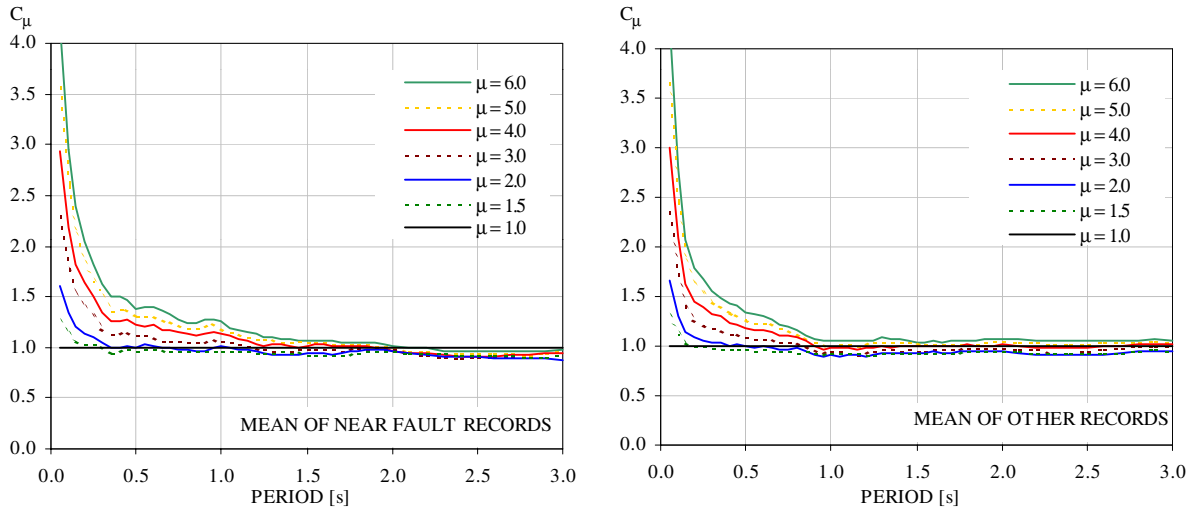 Cμ
4.0
3.5
3.0
2.5
2.0
1.5
1.0
0.5
0.0
0.0 0.5 1.0 1.5 2.0 2.5 3.0
PERIOD [s]
μ = 6.0
μ = 5.0
μ = 4.0
μ = 3.0
μ = 2.0
μ = 1.5
μ = 1.0
MEAN OF NEAR FAULT RECORDS
Cμ
4.0
3.5
3.0
2.5
2.0
1.5
1.0
0.5
0.0
0.0 0.5 1.0 1.5 2.0 2.5 3.0
PERIOD [s]
μ = 6.0
μ = 5.0
μ = 4.0
μ = 3.0
μ = 2.0
μ = 1.5
μ = 1.0
MEAN OF OTHER RECORDS